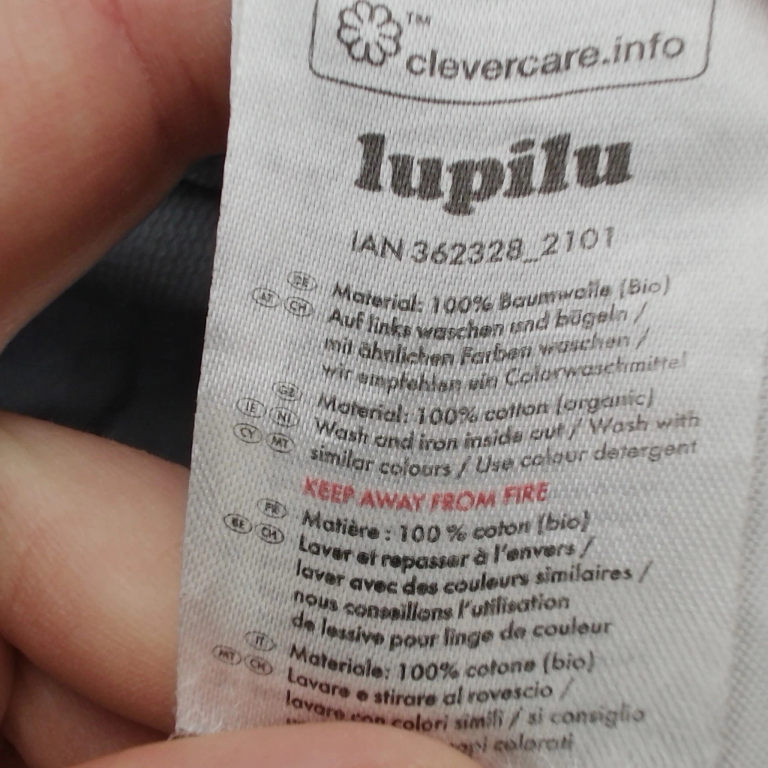 ™
clevercare.info
lupilu
IAN 362328_2101
DE Material: 100% Baumwolle (Bio)
AT CH Auf links waschen und bügeln /
mit ähnlichen Farben waschen /
wir empfehlen ein Colorwaschmittel
GB Material: 100% cotton (organic)
IE NI Wash and iron inside out / Wash with
CY MT similar colours / Use colour detergent
KEEP AWAY FROM FIRE
FR Matière : 100 % coton (bio)
BE CH Laver et repasser à l'envers /
laver avec des couleurs similaires /
nous conseillons l'utilisation
de lessive pour linge de couleur
IT Materiale: 100% cotone (bio)
MT CH Lavare e stirare al rovescio /
lavare con colori simili / si consiglia
colorati